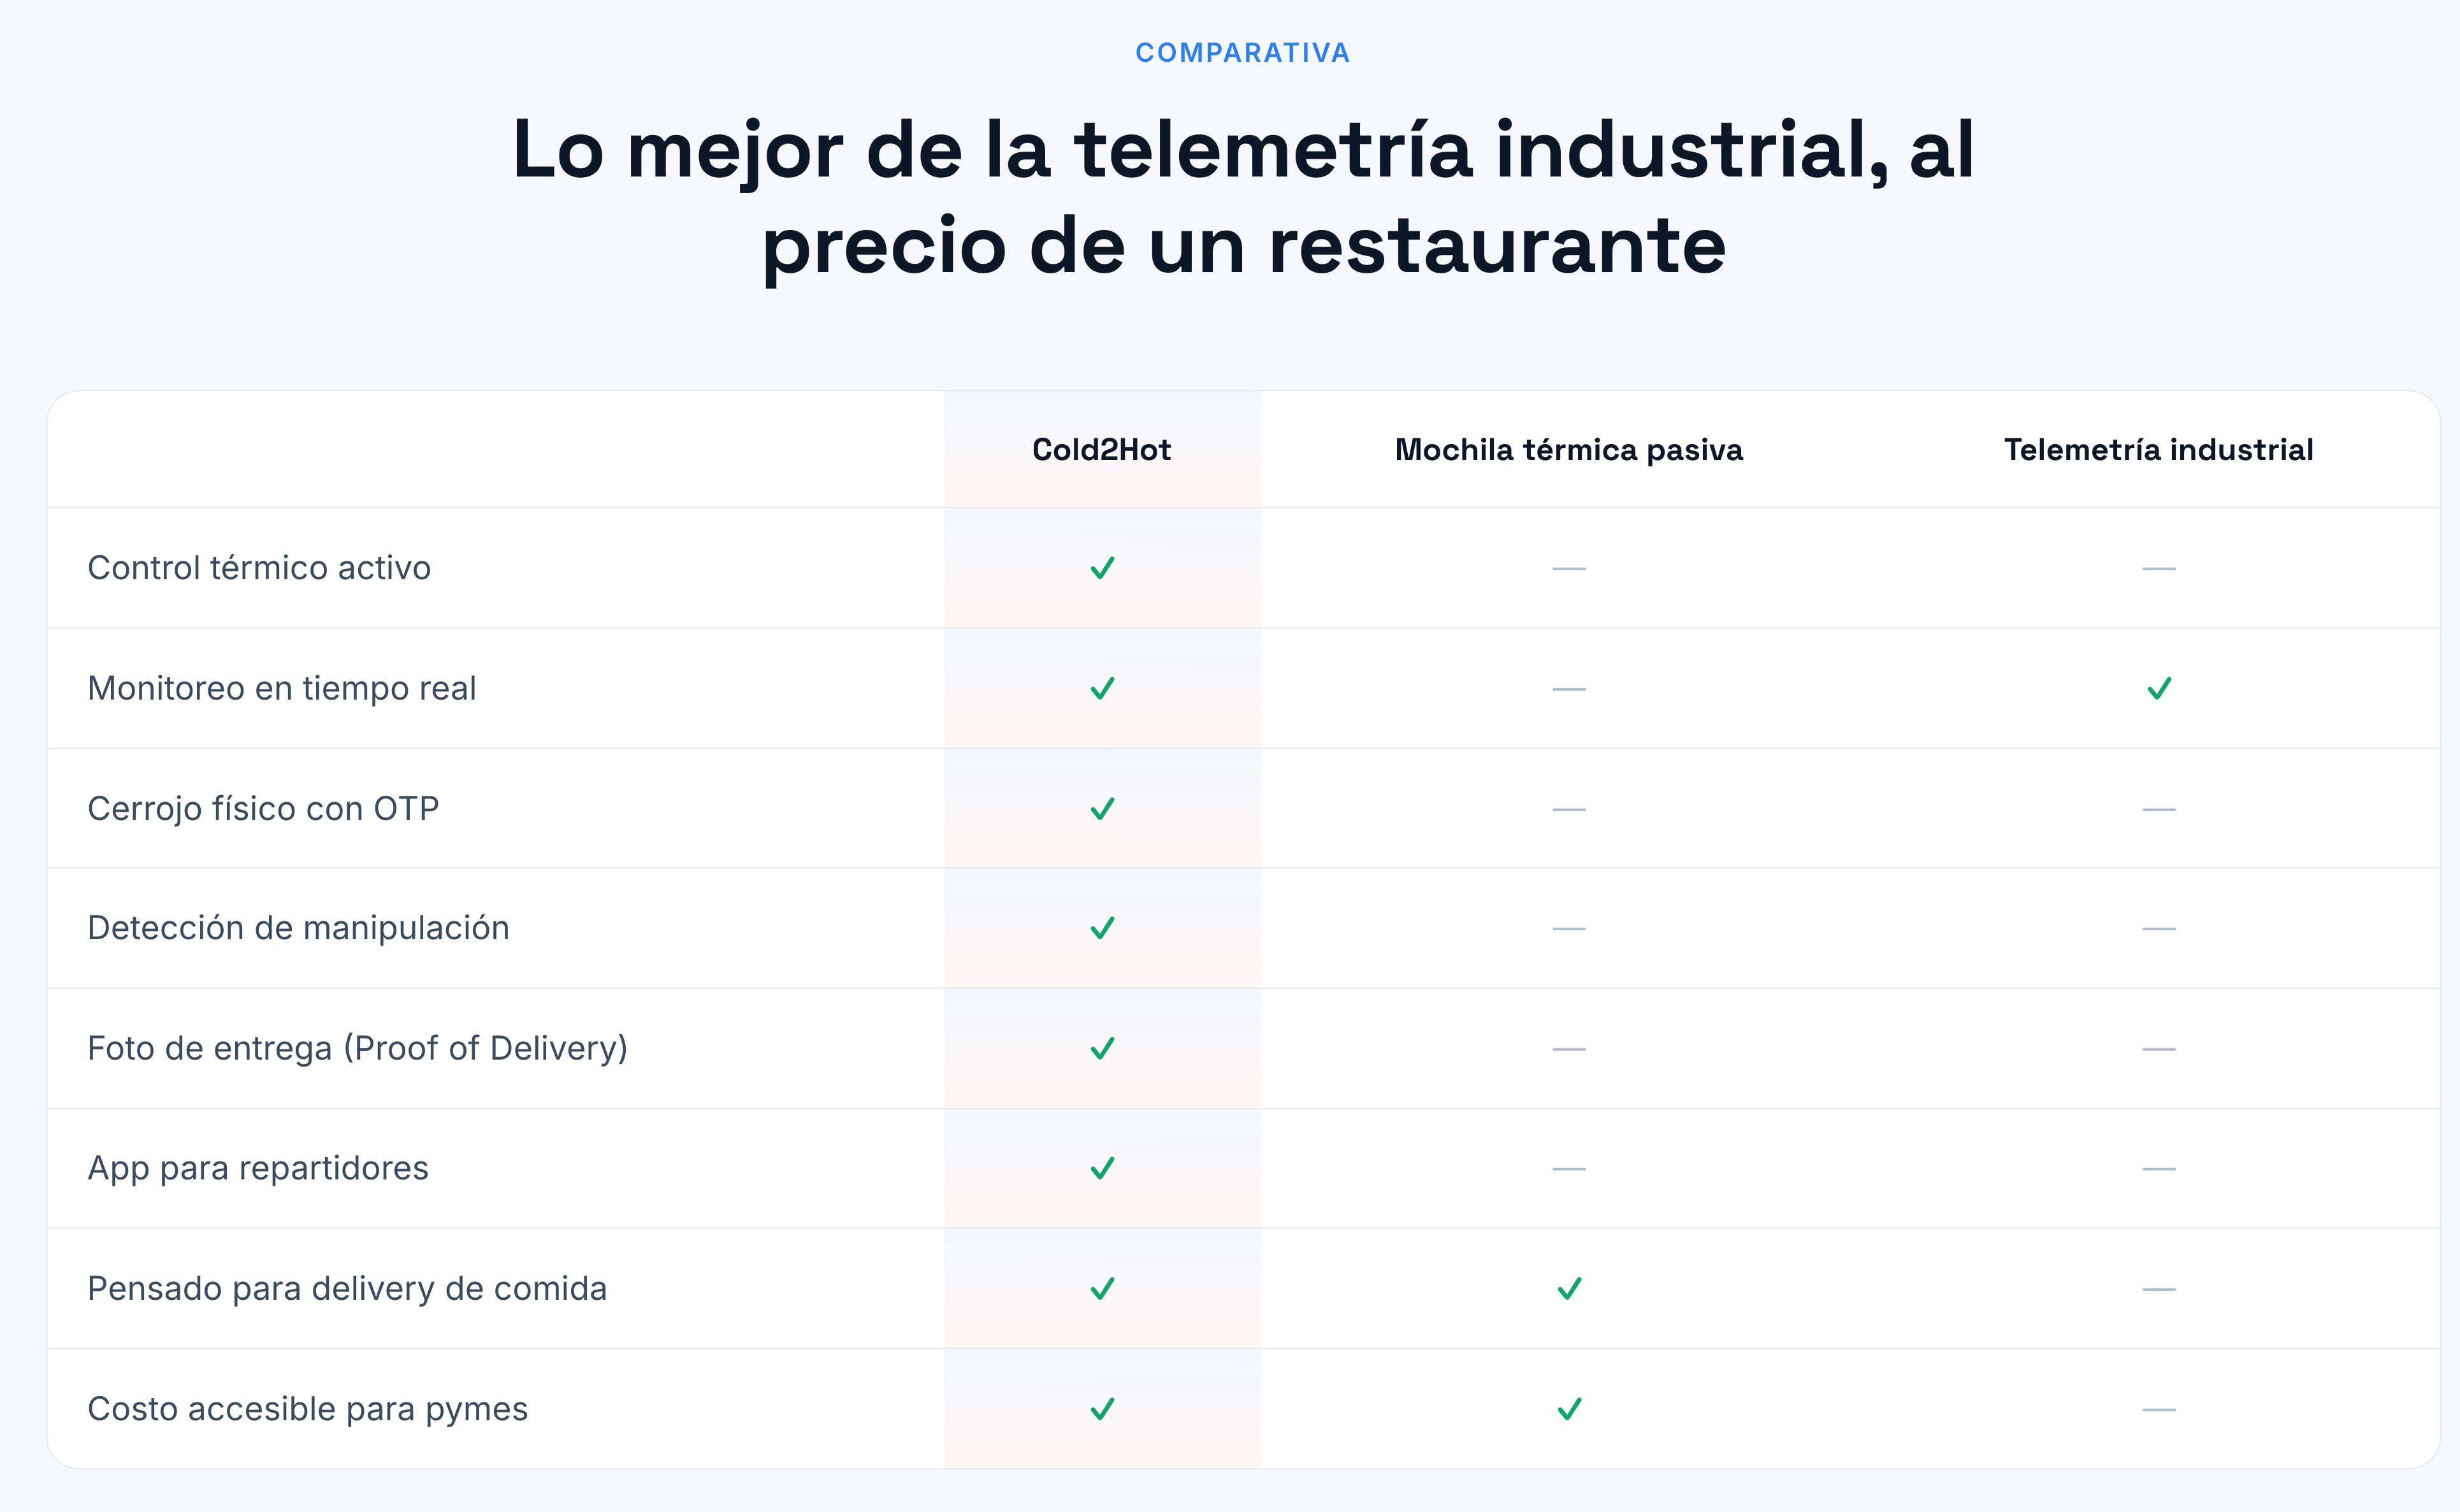 COMPARATIVA
Lo mejor de la telemetría industrial, al
precio de un restaurante
Cold2Hot Mochila térmica pasiva Telemetría industrial
Control térmico activo ✓ — —
Monitoreo en tiempo real ✓ — ✓
Cerrojo físico con OTP ✓ — —
Detección de manipulación ✓ — —
Foto de entrega (Proof of Delivery) ✓ — —
App para repartidores ✓ — —
Pensado para delivery de comida ✓ ✓ —
Costo accesible para pymes ✓ ✓ —